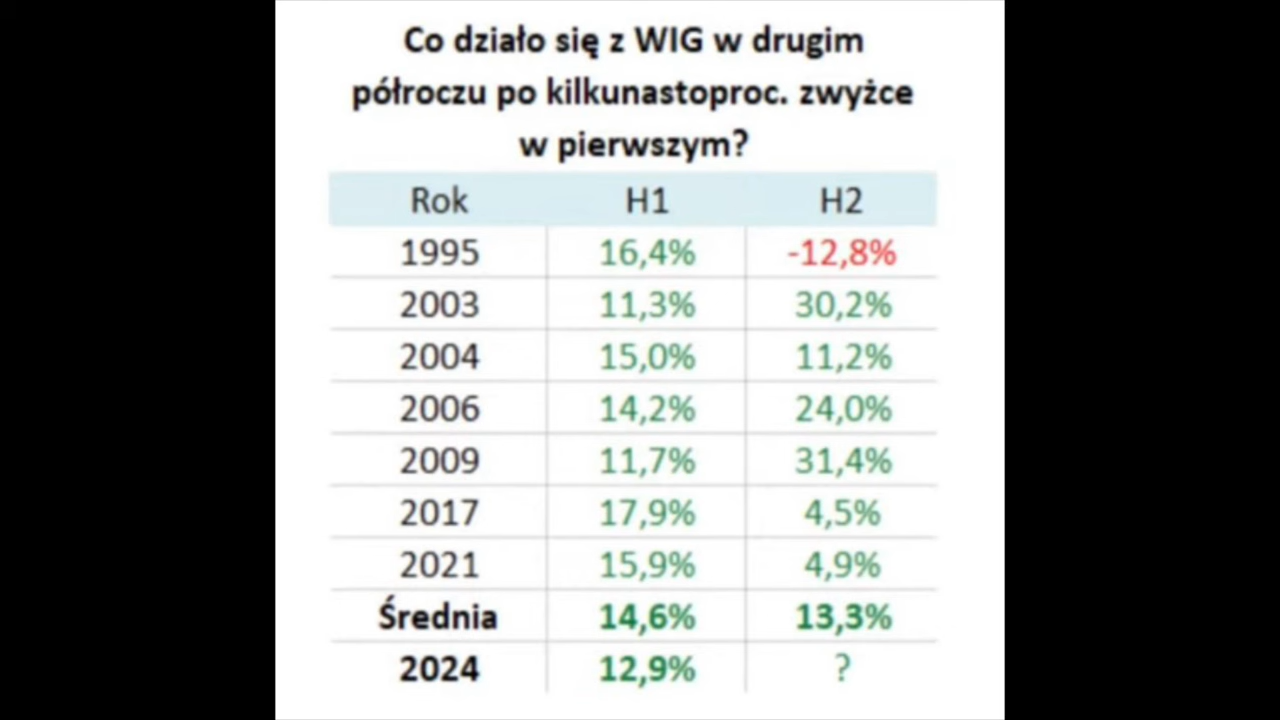 Co działo się z WIG w drugim
półroczu po kilkunastoproc. zwyżce
w pierwszym?
Rok H1 H2
1995 16,4% -12,8%
2003 11,3% 30,2%
2004 15,0% 11,2%
2006 14,2% 24,0%
2009 11,7% 31,4%
2017 17,9% 4,5%
2021 15,9% 4,9%
Średnia 14,6% 13,3%
2024 12,9% ?